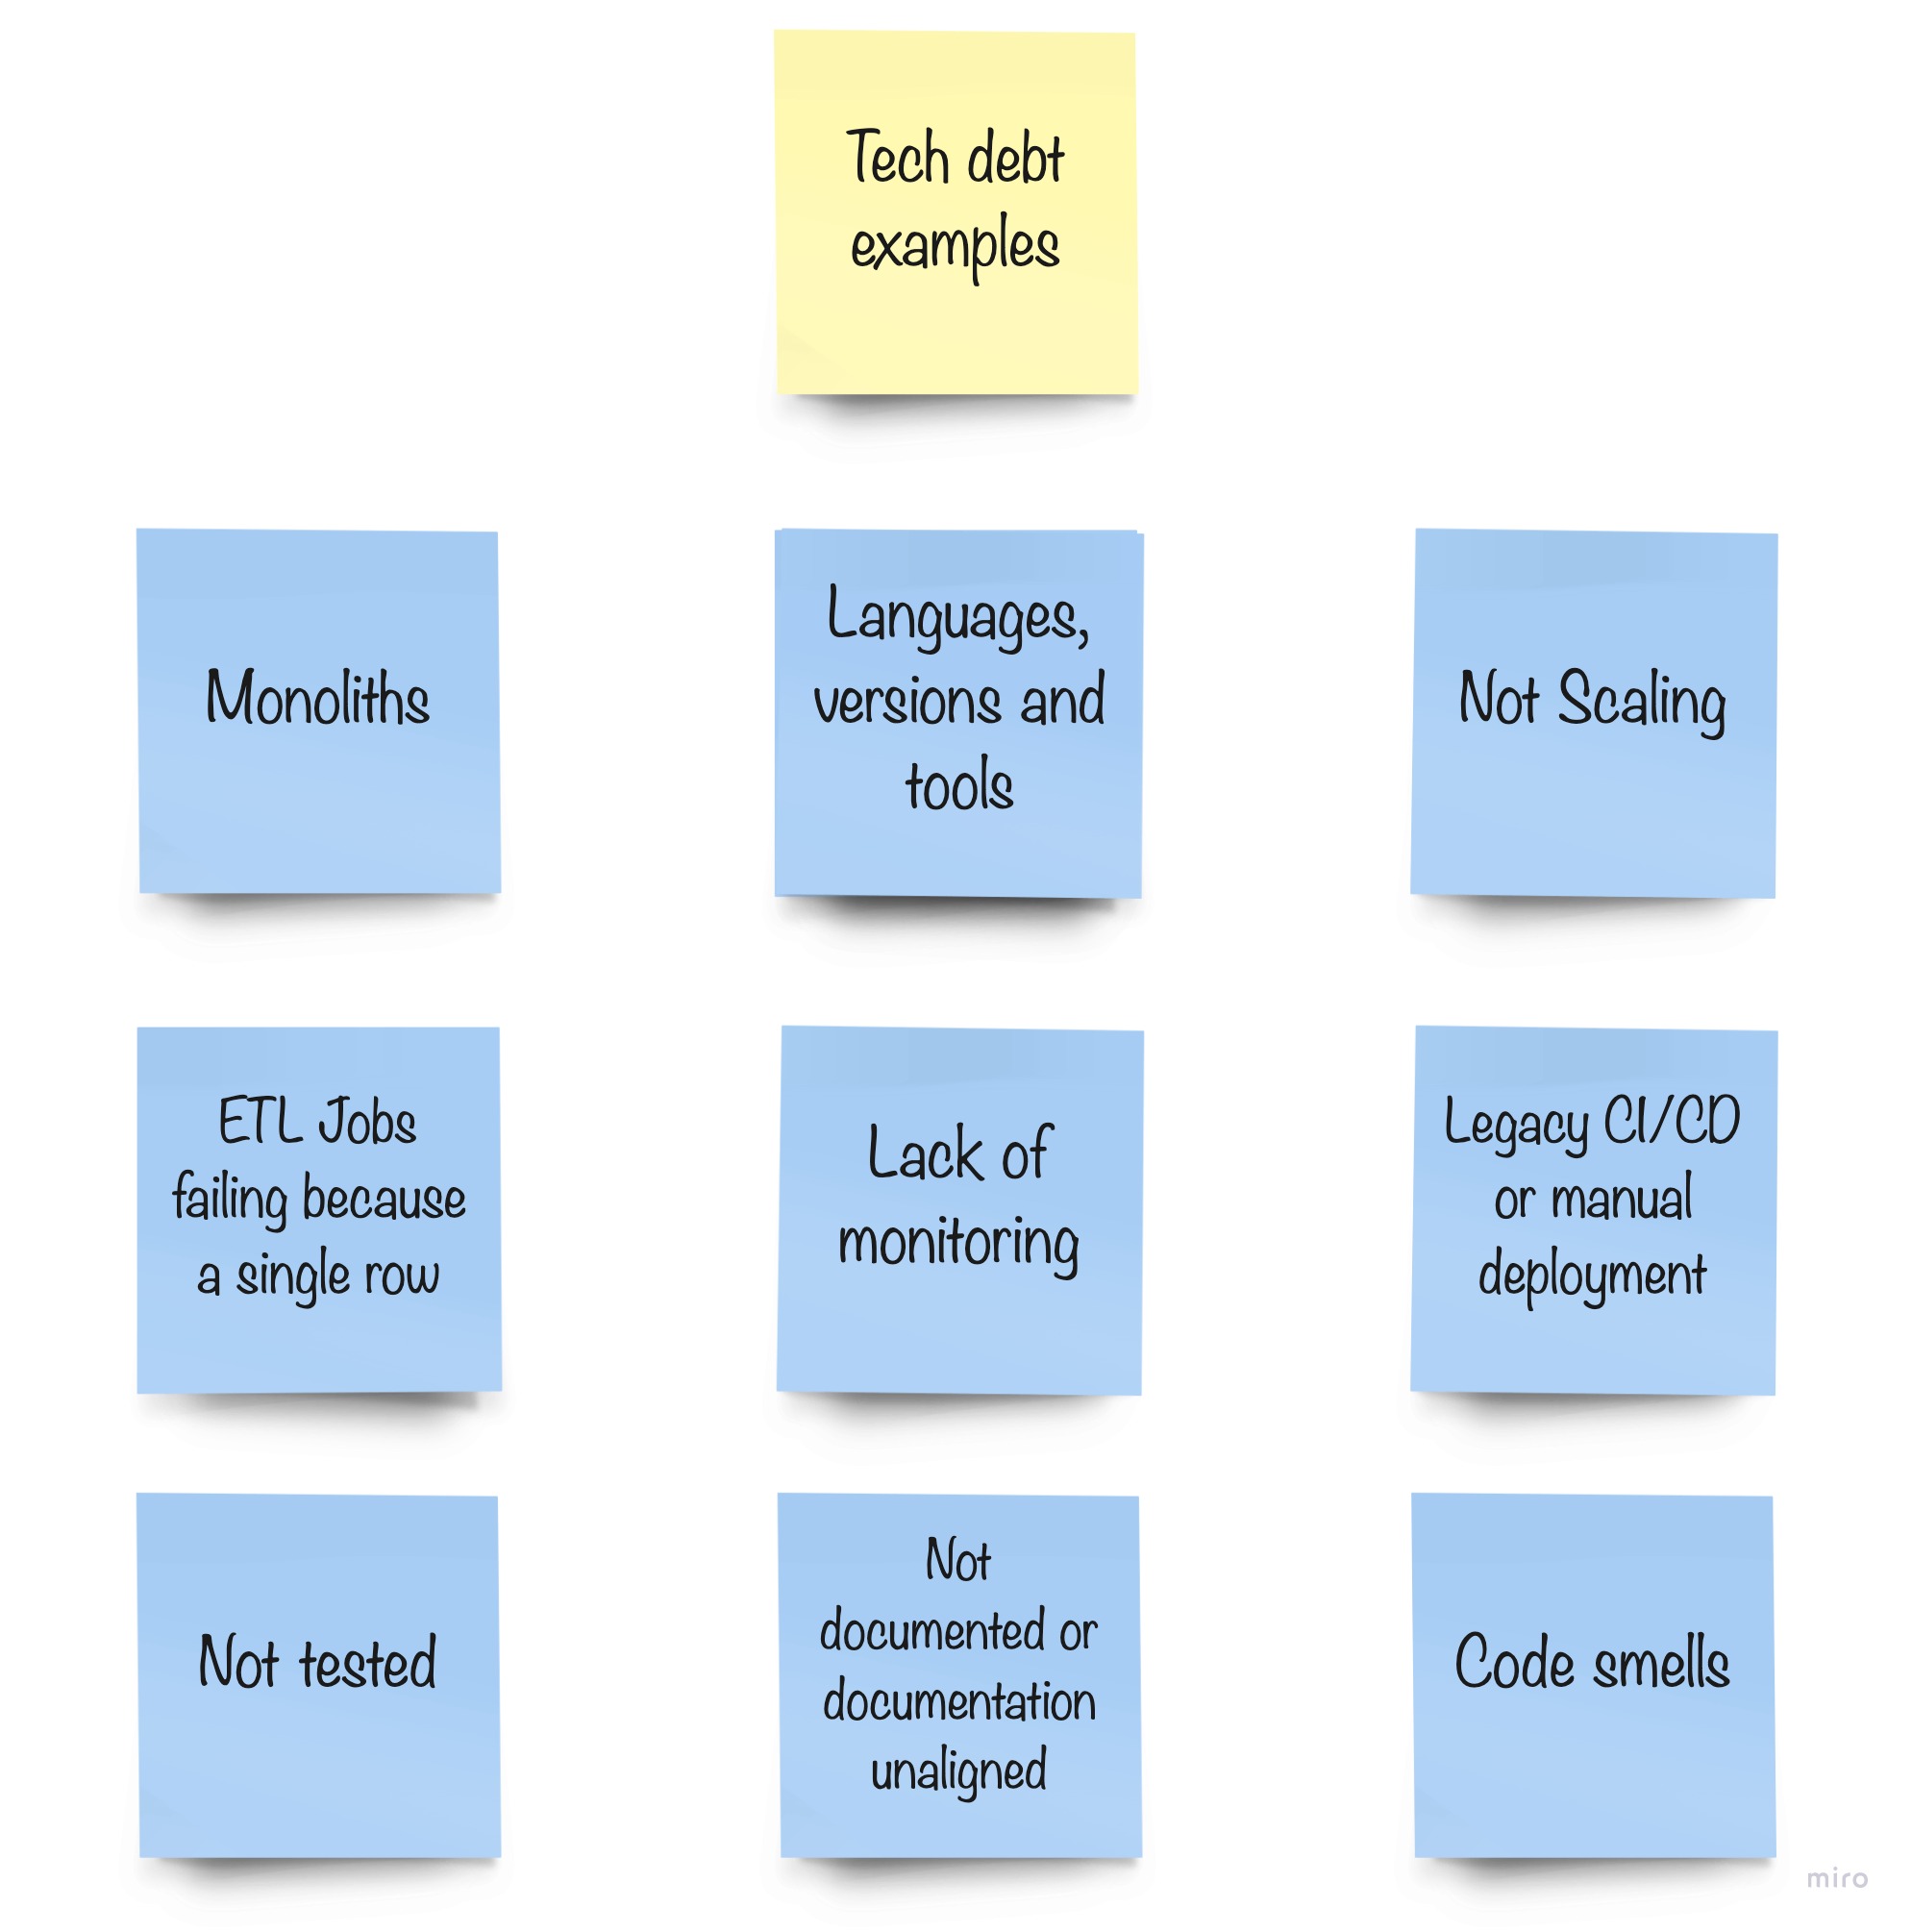 Tech debt
examples
Monoliths
Languages,
versions and
tools
Not Scaling
ETL Jobs
failing because
a single row
Lack of
monitoring
Legacy CI/CD
or manual
deployment
Not tested
Not
documented or
documentation
unaligned
Code smells
miro